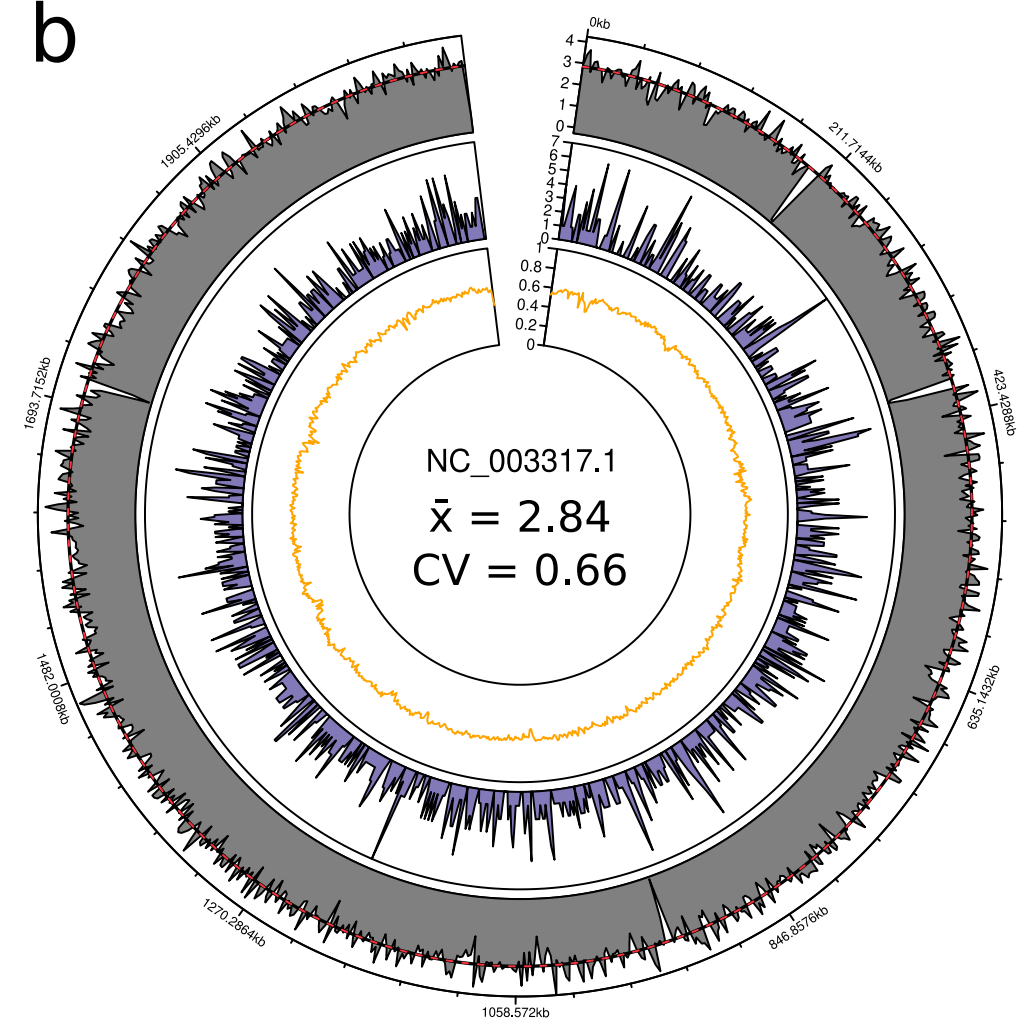 b
0kb
4
3
2
1
0
7
6
5
4
3
2
1
0
1
0.8
0.6
0.4
0.2
0
211.7144kb
423.4288kb
635.1432kb
846.8576kb
1058.572kb
1270.2864kb
1482.0008kb
1693.7152kb
1905.4296kb
NC_003317.1
x̄ = 2.84
CV = 0.66